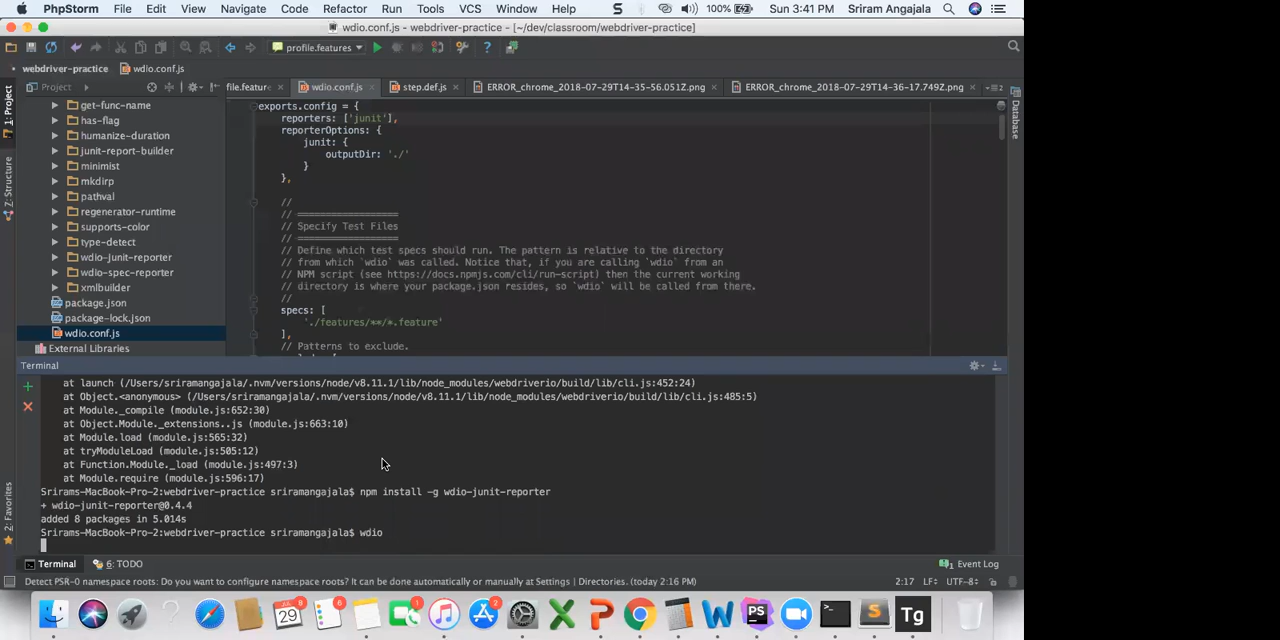 PhpStorm File Edit View Navigate Code Refactor Run Tools VCS Window Help 100% Sun 3:41 PM Sriram Angajala
wdio.conf.js - webdriver-practice - [~/dev/classroom/webdriver-practice]
profile.features
webdriver-practice wdio.conf.js
Project file.feature wdio.conf.js step.def.js ERROR_chrome_2018-07-29T14-35-56.051Z.png ERROR_chrome_2018-07-29T14-36-17.749Z.png
1: Project
Z: Structure
2: Favorites
Database
get-func-name
has-flag
humanize-duration
junit-report-builder
minimist
mkdirp
pathval
regenerator-runtime
supports-color
type-detect
wdio-junit-reporter
wdio-spec-reporter
xmlbuilder
package.json
package-lock.json
wdio.conf.js
External Libraries
exports.config = {
reporters: ['junit'],
reporterOptions: {
junit: {
outputDir: './'
}
},
//
// ==================
// Specify Test Files
// ==================
// Define which test specs should run. The pattern is relative to the directory
// from which `wdio` was called. Notice that, if you are calling `wdio` from an
// NPM script (see https://docs.npmjs.com/cli/run-script) then the current working
// directory is where your package.json resides, so `wdio` will be called from there.
//
specs: [
'./features/**/*.feature'
],
// Patterns to exclude.
Terminal
at launch (/Users/sriramangajala/.nvm/versions/node/v8.11.1/lib/node_modules/webdriverio/build/lib/cli.js:452:24)
at Object.<anonymous> (/Users/sriramangajala/.nvm/versions/node/v8.11.1/lib/node_modules/webdriverio/build/lib/cli.js:485:5)
at Module._compile (module.js:652:30)
at Object.Module._extensions..js (module.js:663:10)
at Module.load (module.js:565:32)
at tryModuleLoad (module.js:505:12)
at Function.Module._load (module.js:497:3)
at Module.require (module.js:596:17)
Srirams-MacBook-Pro-2:webdriver-practice sriramangajala$ npm install -g wdio-junit-reporter
+ wdio-junit-reporter@0.4.4
added 8 packages in 5.014s
Srirams-MacBook-Pro-2:webdriver-practice sriramangajala$ wdio
Terminal 6: TODO 1 Event Log
Detect PSR-0 namespace roots: Do you want to configure namespace roots? It can be done automatically or manually at Settings | Directories. (today 2:16 PM) 2:17 LF UTF-8
29
PS
Tg